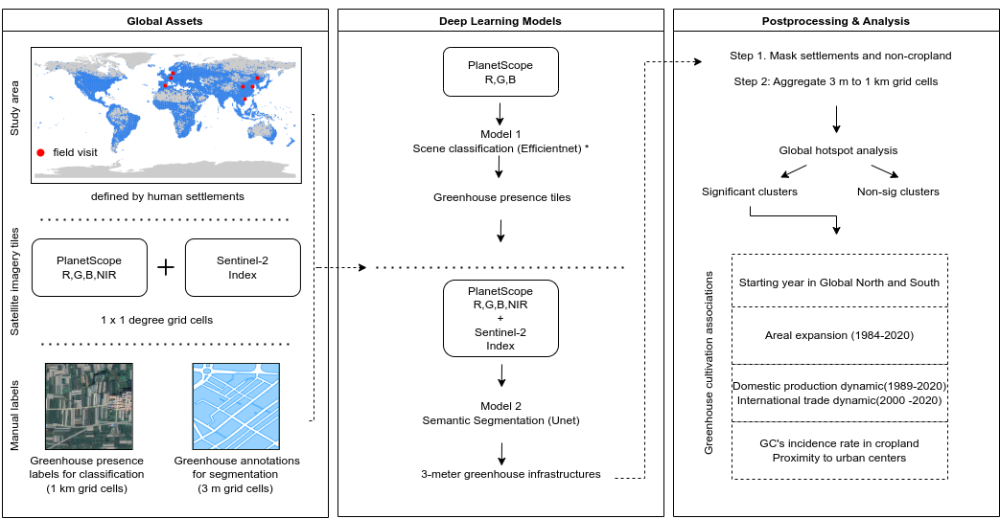 Global Assets
Study area
field visit
defined by human settlements
Satellite imagery tiles
PlanetScope
R,G,B,NIR
+
Sentinel-2
Index
1 x 1 degree grid cells
Manual labels
Greenhouse presence
labels for classification
(1 km grid cells)
Greenhouse annotations
for segmentation
(3 m grid cells)
Deep Learning Models
PlanetScope
R,G,B
Model 1
Scene classification (Efficientnet) *
Greenhouse presence tiles
PlanetScope
R,G,B,NIR
+
Sentinel-2
Index
Model 2
Semantic Segmentation (Unet)
3-meter greenhouse infrastructures
Postprocessing & Analysis
Step 1. Mask settlements and non-cropland
Step 2: Aggregate 3 m to 1 km grid cells
Global hotspot analysis
Significant clusters
Non-sig clusters
Greenhouse cultivation associations
Starting year in Global North and South
Areal expansion (1984-2020)
Domestic production dynamic(1989-2020)
International trade dynamic(2000 -2020)
GC's incidence rate in cropland
Proximity to urban centers